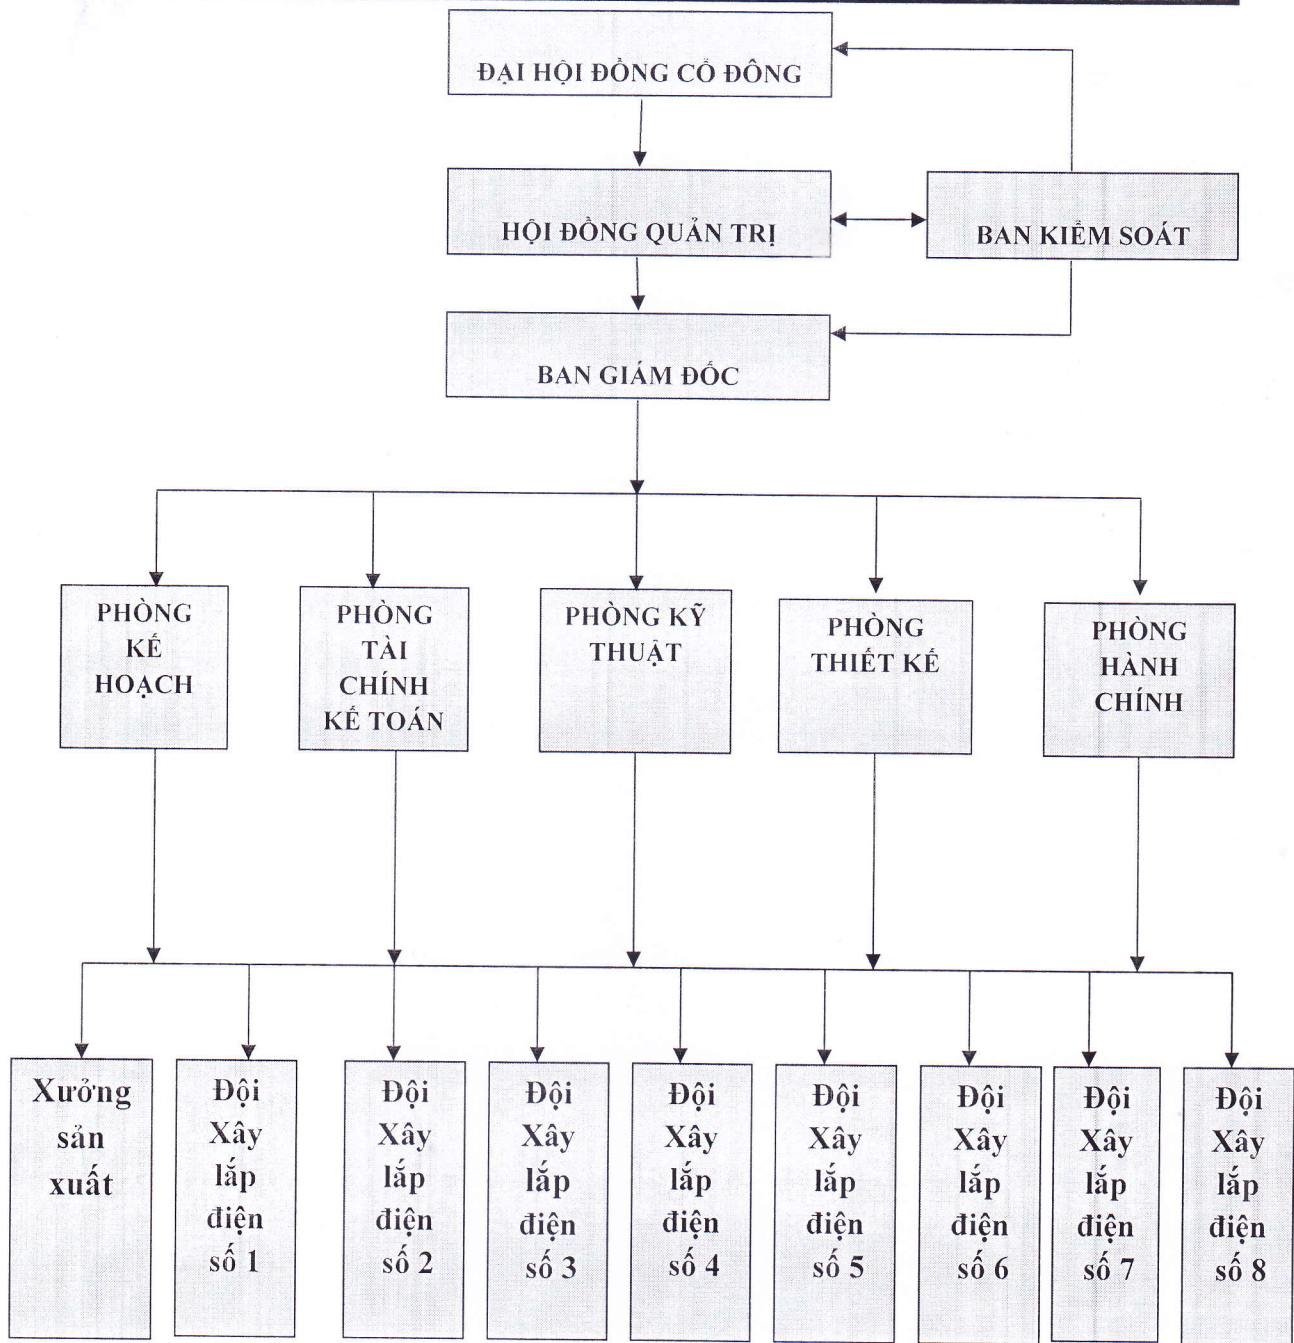 ĐẠI HỘI ĐỒNG CỔ ĐÔNG
HỘI ĐỒNG QUẢN TRỊ
BAN KIỂM SOÁT
BAN GIÁM ĐỐC
PHÒNG
KẾ
HOẠCH
PHÒNG
TÀI
CHÍNH
KẾ TOÁN
PHÒNG KỸ
THUẬT
PHÒNG
THIẾT KẾ
PHÒNG
HÀNH
CHÍNH
Xưởng
sản
xuất
Đội
Xây
lắp
điện
số 1
Đội
Xây
lắp
điện
số 2
Đội
Xây
lắp
điện
số 3
Đội
Xây
lắp
điện
số 4
Đội
Xây
lắp
điện
số 5
Đội
Xây
lắp
điện
số 6
Đội
Xây
lắp
điện
số 7
Đội
Xây
lắp
điện
số 8